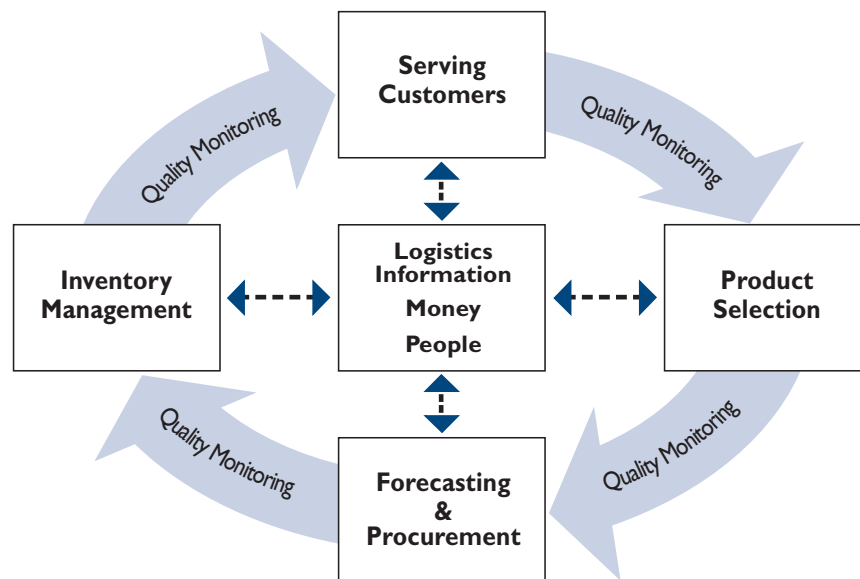 Serving
Customers
Quality Monitoring
Quality Monitoring
Inventory
Management
Logistics
Information
Money
People
Product
Selection
Quality Monitoring
Quality Monitoring
Forecasting
&
Procurement